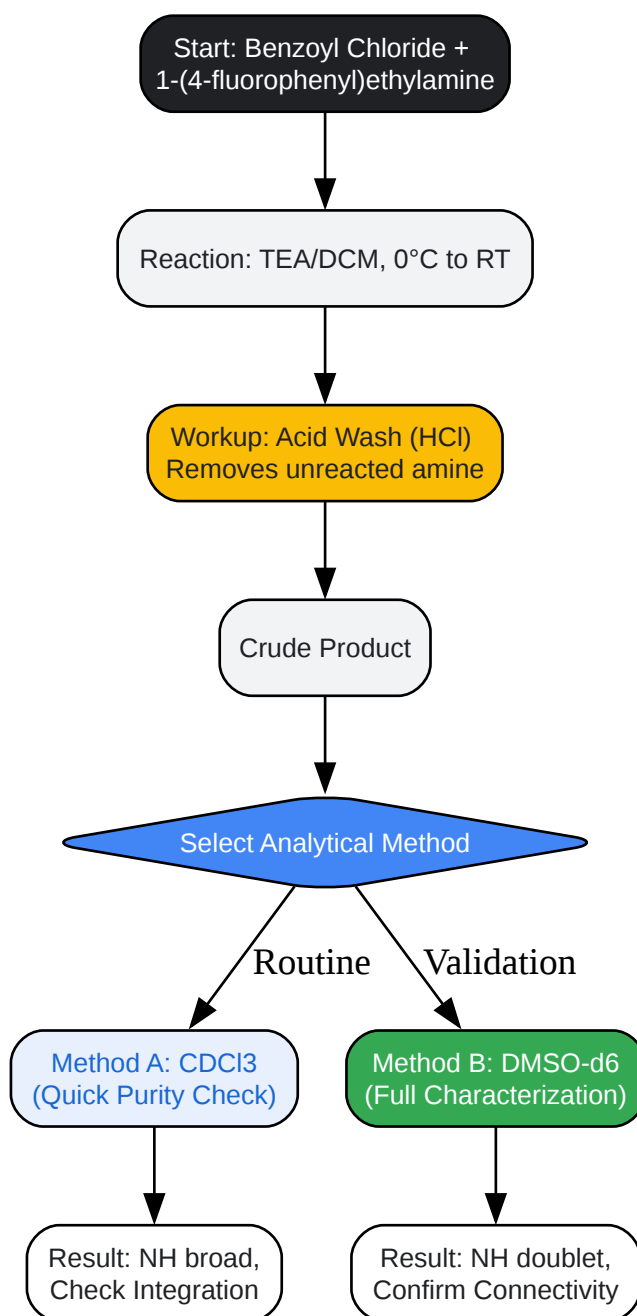 Start: Benzoyl Chloride +
1-(4-fluorophenyl)ethylamine
Reaction: TEA/DCM, 0°C to RT
Workup: Acid Wash (HCl)
Removes unreacted amine
Crude Product
Select Analytical Method
Routine
Validation
Method A: CDCl3
(Quick Purity Check)
Method B: DMSO-d6
(Full Characterization)
Result: NH broad,
Check Integration
Result: NH doublet,
Confirm Connectivity